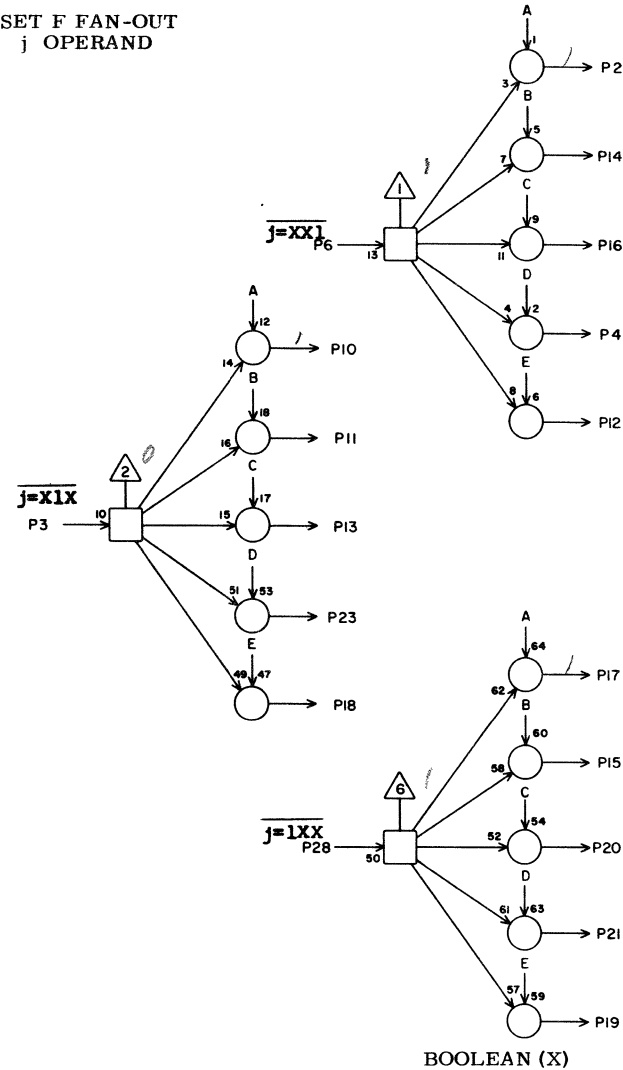 SET F FAN-OUT
j OPERAND
A
1
P2
3
B
5
7
P14
C
1
9
j=XX1
P6
13
11
P16
D
4
2
P4
E
8
6
P12
A
12
14
P10
B
18
16
P11
C
2
17
j=X1X
P3
10
15
P13
D
51
53
P23
E
49
47
P18
A
64
62
P17
B
60
58
P15
C
6
54
j=1XX
P28
50
52
P20
D
61
63
P21
E
57
59
P19
BOOLEAN (X)